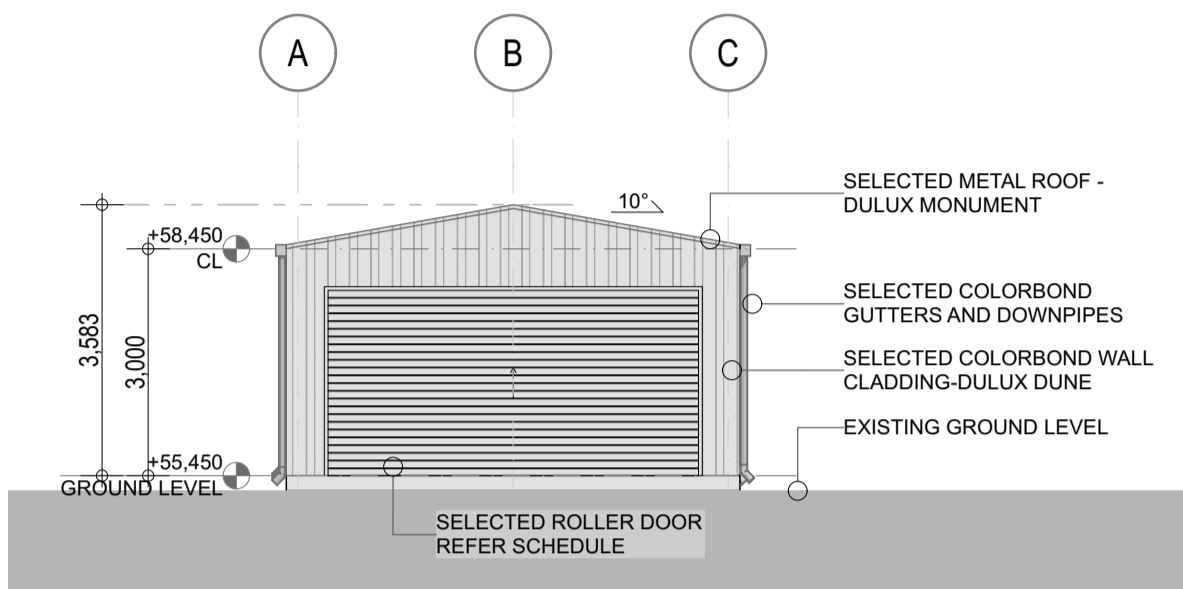 A
B
C
10°
SELECTED METAL ROOF -
DULUX MONUMENT
+58,450
CL
SELECTED COLORBOND
GUTTERS AND DOWNPIPES
3,583
3,000
SELECTED COLORBOND WALL
CLADDING-DULUX DUNE
EXISTING GROUND LEVEL
+55,450
GROUND LEVEL
SELECTED ROLLER DOOR
REFER SCHEDULE